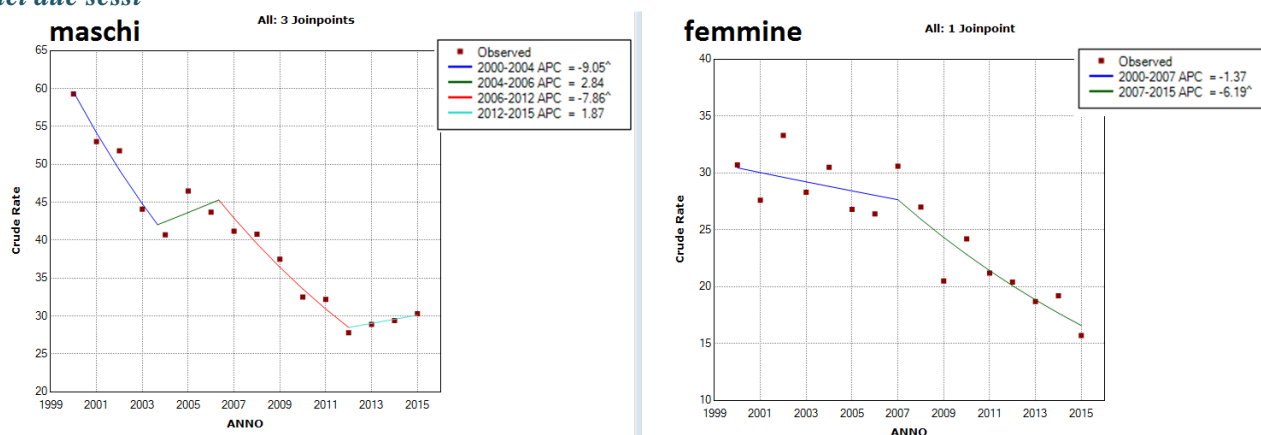 dei due sessi
maschi
All: 3 Joinpoints
65
60
55
50
45
40
35
30
25
20
Crude Rate
1999
2001
2003
2005
2007
2009
2011
2013
2015
ANNO
Observed
2000-2004 APC = -9.05^
2004-2006 APC = 2.84
2006-2012 APC = -7.86^
2012-2015 APC = 1.87
femmine
All: 1 Joinpoint
40
35
30
25
20
15
10
Crude Rate
1999
2001
2003
2005
2007
2009
2011
2013
2015
ANNO
Observed
2000-2007 APC = -1.37
2007-2015 APC = -6.19^